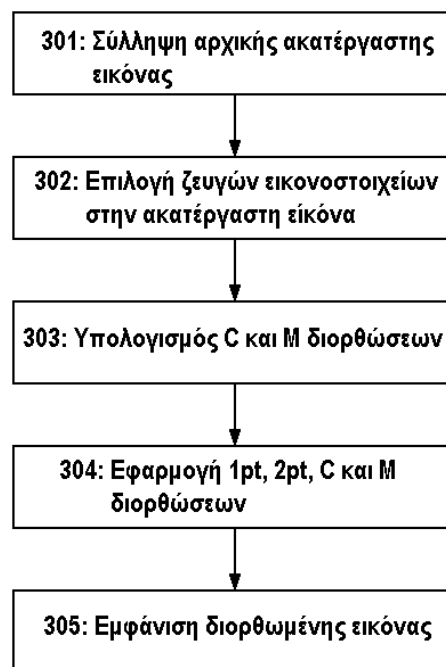 301: Σύλληψη αρχικής ακατέργαστης
εικόνας
302: Επιλογή ζευγών εικονοστοιχείων
στην ακατέργαστη είκόνα
303: Υπολογισμός C και M διορθώσεων
304: Εφαρμογή 1pt, 2pt, C και M
διορθώσεων
305: Εμφάνιση διορθωμένης εικόνας